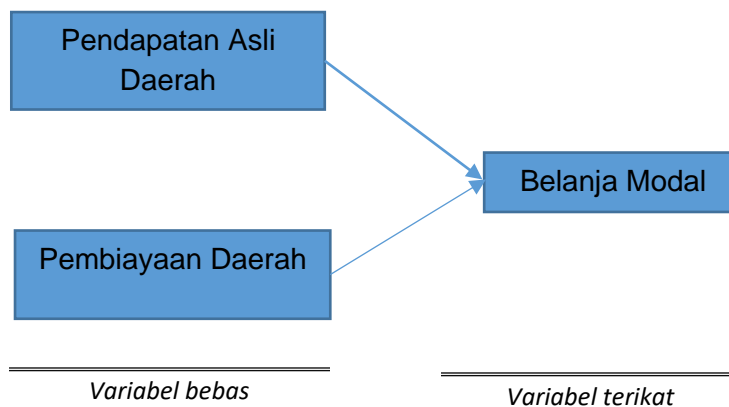 Pendapatan Asli
Daerah
Belanja Modal
Pembiayaan Daerah
Variabel bebas
Variabel terikat